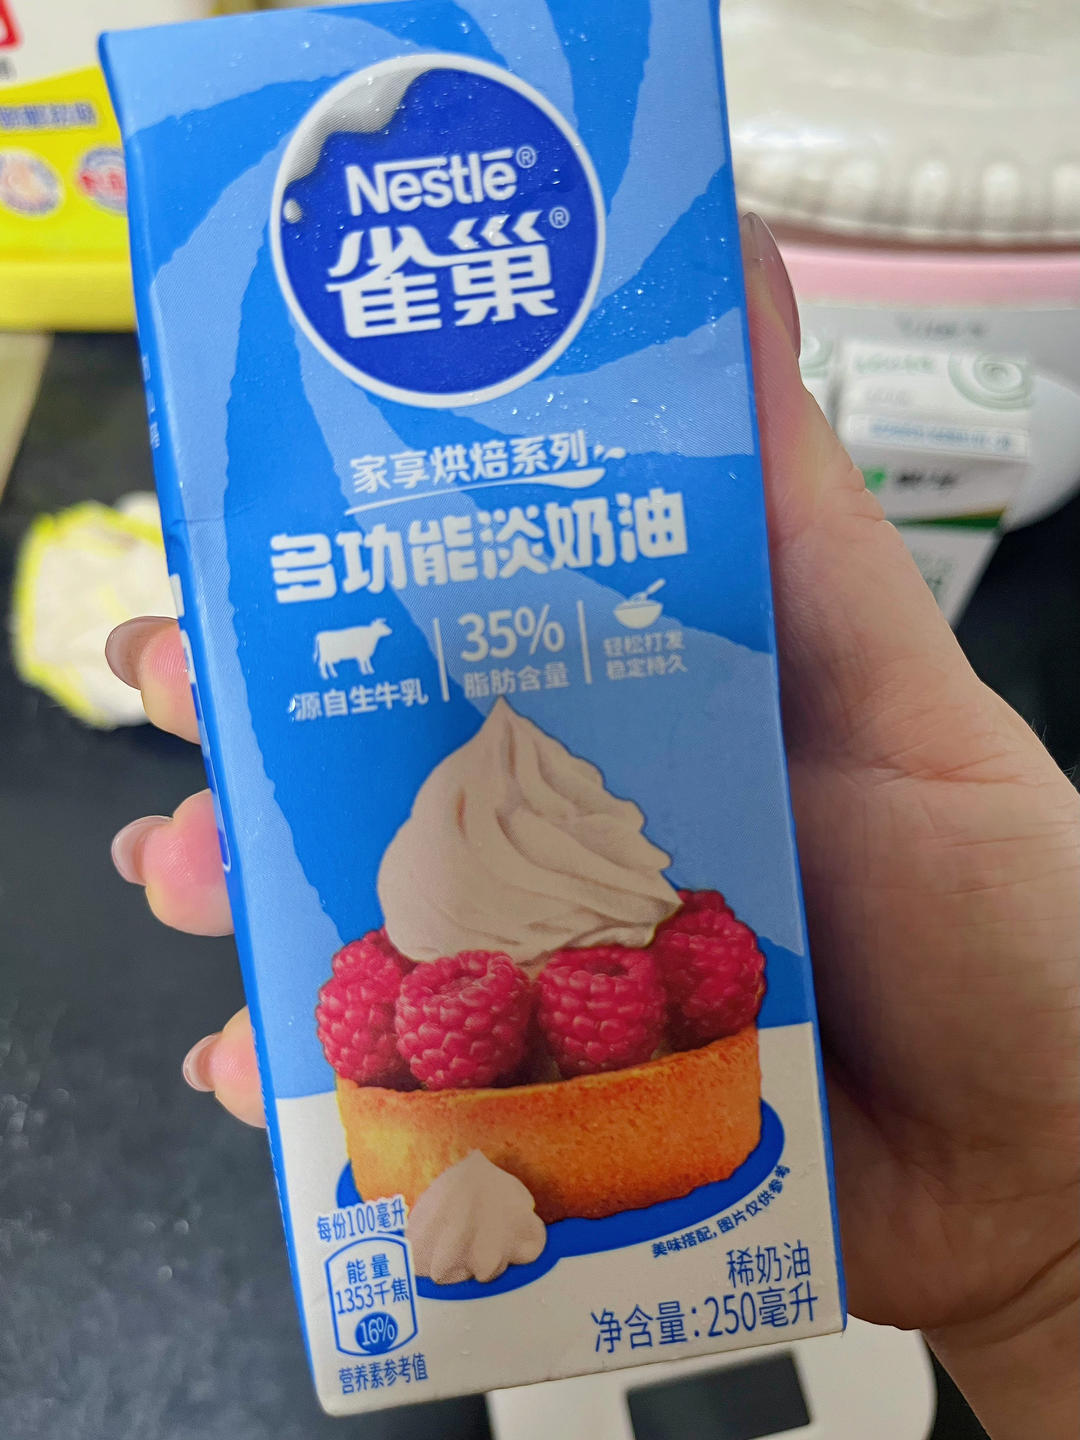 Nestlé®
雀巢®
家享烘焙系列
多功能淡奶油
源自生牛乳
35%
脂肪含量
轻松打发
稳定持久
美味搭配,图片仅供参考
每份100毫升
能量
1353千焦
16%
营养素参考值
稀奶油
净含量:250毫升